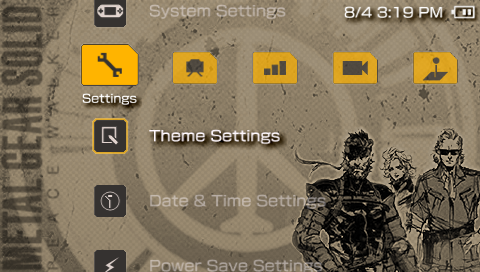 System Settings
8/4 3:19 PM
Settings
Theme Settings
Date & Time Settings
Power Save Settings
METAL GEAR SOLID
PEACE WALKER